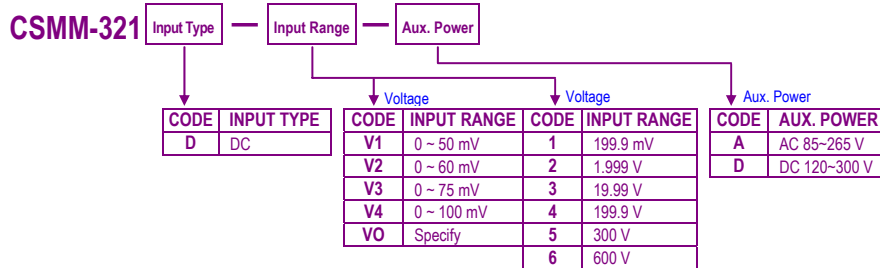 CSMM-321 Input Type — Input Range — Aux. Power
Voltage Voltage Aux. Power
CODE INPUT TYPE CODE INPUT RANGE CODE INPUT RANGE CODE AUX. POWER
D DC V1 0 ~ 50 mV 1 199.9 mV A AC 85~265 V
V2 0 ~ 60 mV 2 1.999 V D DC 120~300 V
V3 0 ~ 75 mV 3 19.99 V
V4 0 ~ 100 mV 4 199.9 V
VO Specify 5 300 V
6 600 V